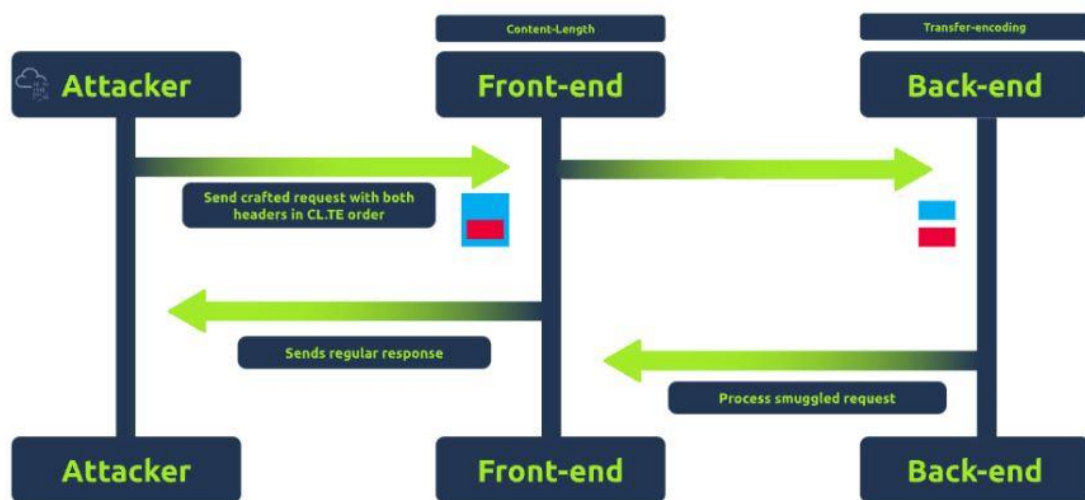 Content-Length
Transfer-encoding
Attacker
Front-end
Back-end
Send crafted request with both
headers in CL.TE order
Sends regular response
Process smuggled request
Attacker
Front-end
Back-end